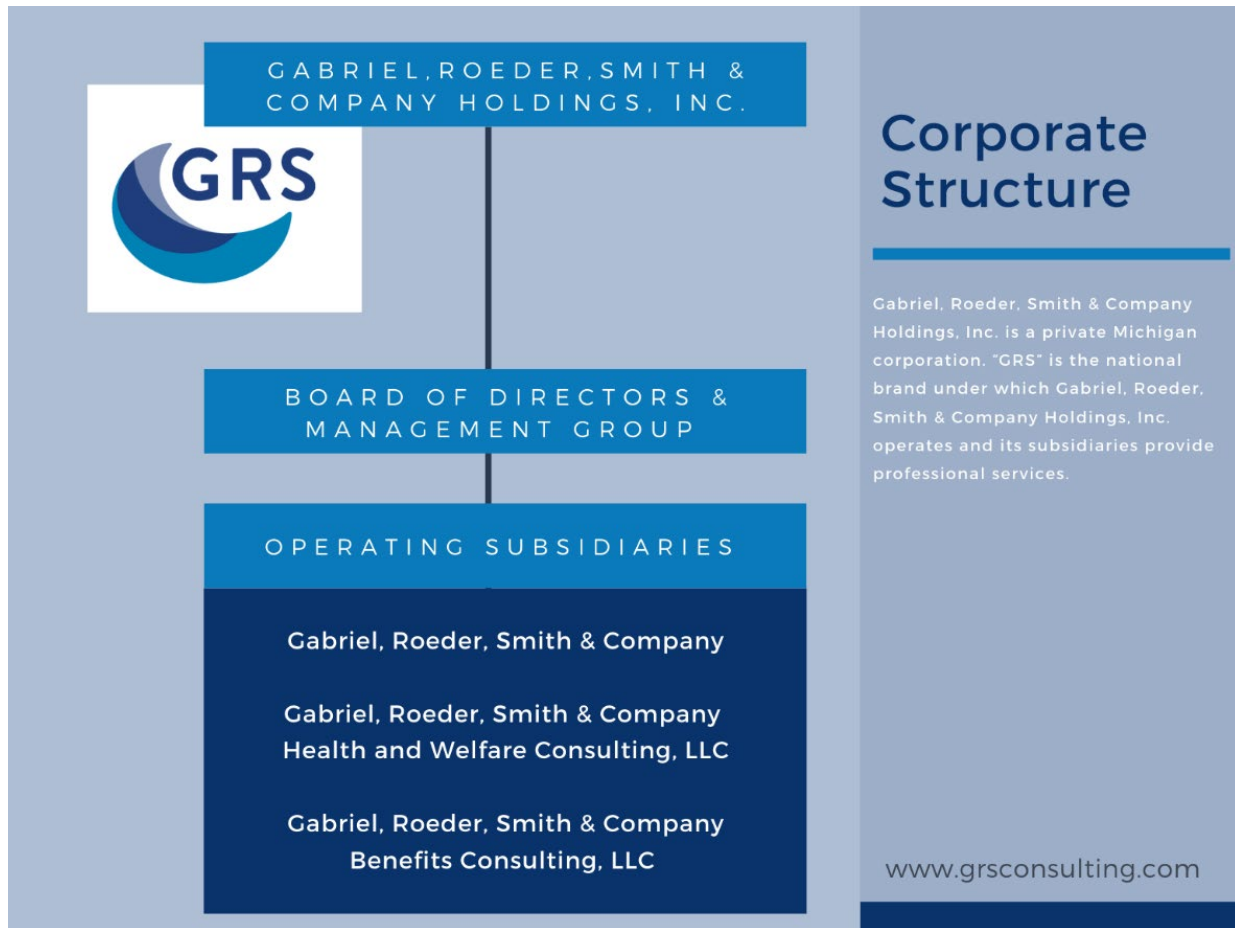 GABRIEL,ROEDER,SMITH &
COMPANY HOLDINGS, INC.
GRS
BOARD OF DIRECTORS &
MANAGEMENT GROUP
OPERATING SUBSIDIARIES
Gabriel, Roeder, Smith & Company
Gabriel, Roeder, Smith & Company
Health and Welfare Consulting, LLC
Gabriel, Roeder, Smith & Company
Benefits Consulting, LLC
Corporate
Structure
Gabriel, Roeder, Smith & Company
Holdings, Inc. is a private Michigan
corporation. "GRS" is the national
brand under which Gabriel, Roeder,
Smith & Company Holdings, Inc.
operates and its subsidiaries provide
professional services.
www.grsconsulting.com